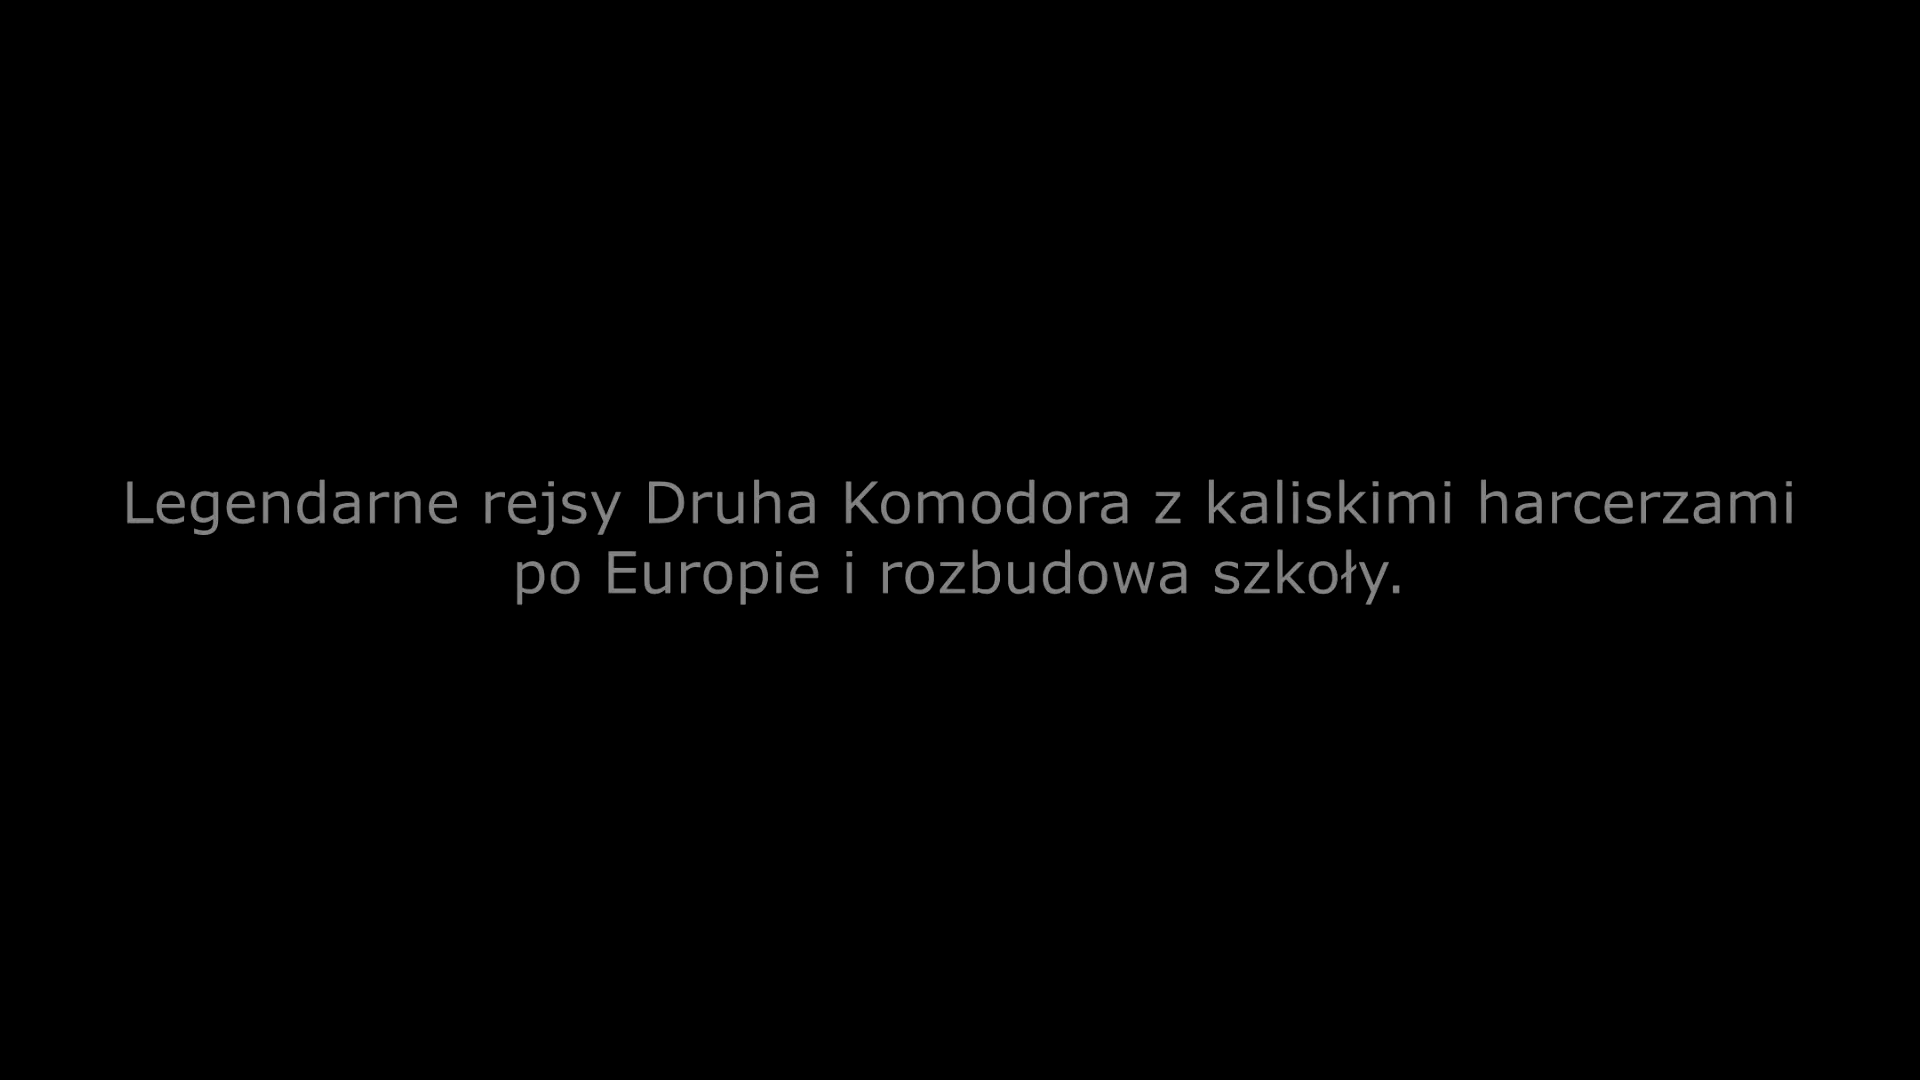 Legendarne rejsy Druha Komodora z kaliskimi harcerzami
po Europie i rozbudowa szkoły.